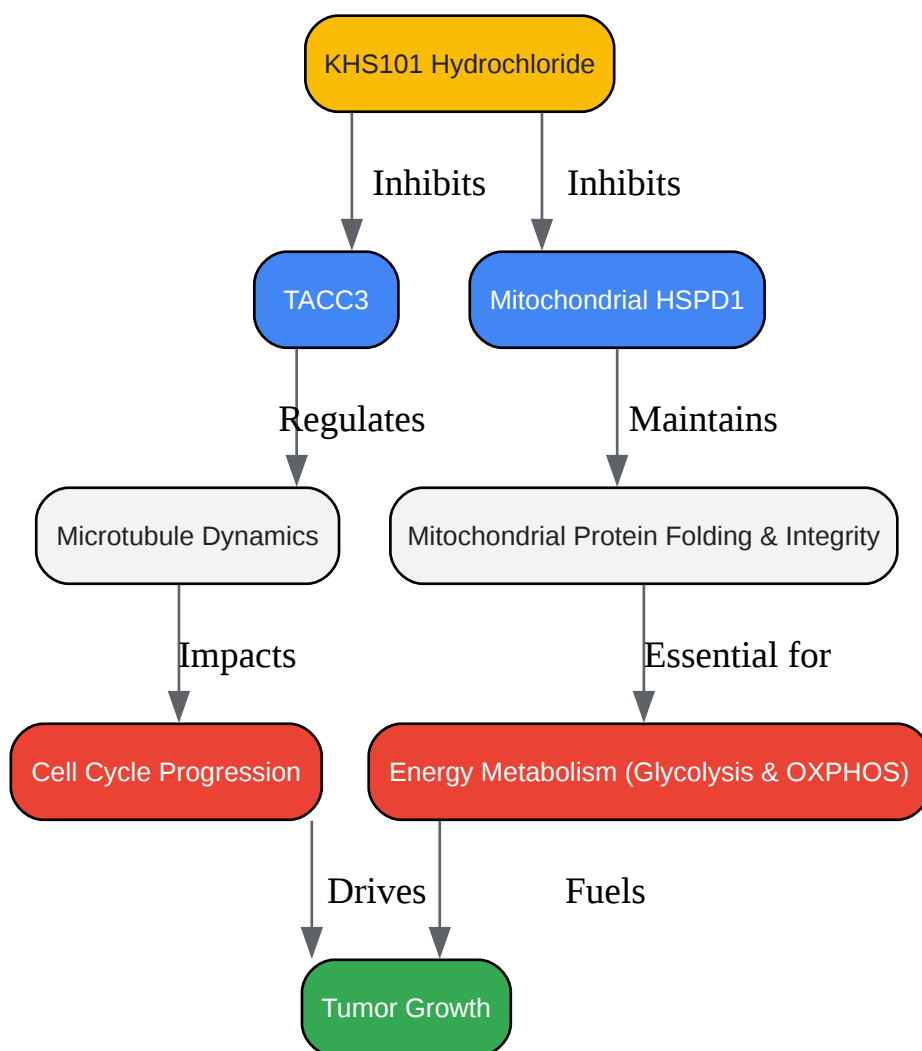 KHS101 Hydrochloride
Inhibits
Inhibits
TACC3
Mitochondrial HSPD1
Regulates
Maintains
Microtubule Dynamics
Mitochondrial Protein Folding & Integrity
Impacts
Essential for
Cell Cycle Progression
Energy Metabolism (Glycolysis & OXPHOS)
Drives
Fuels
Tumor Growth